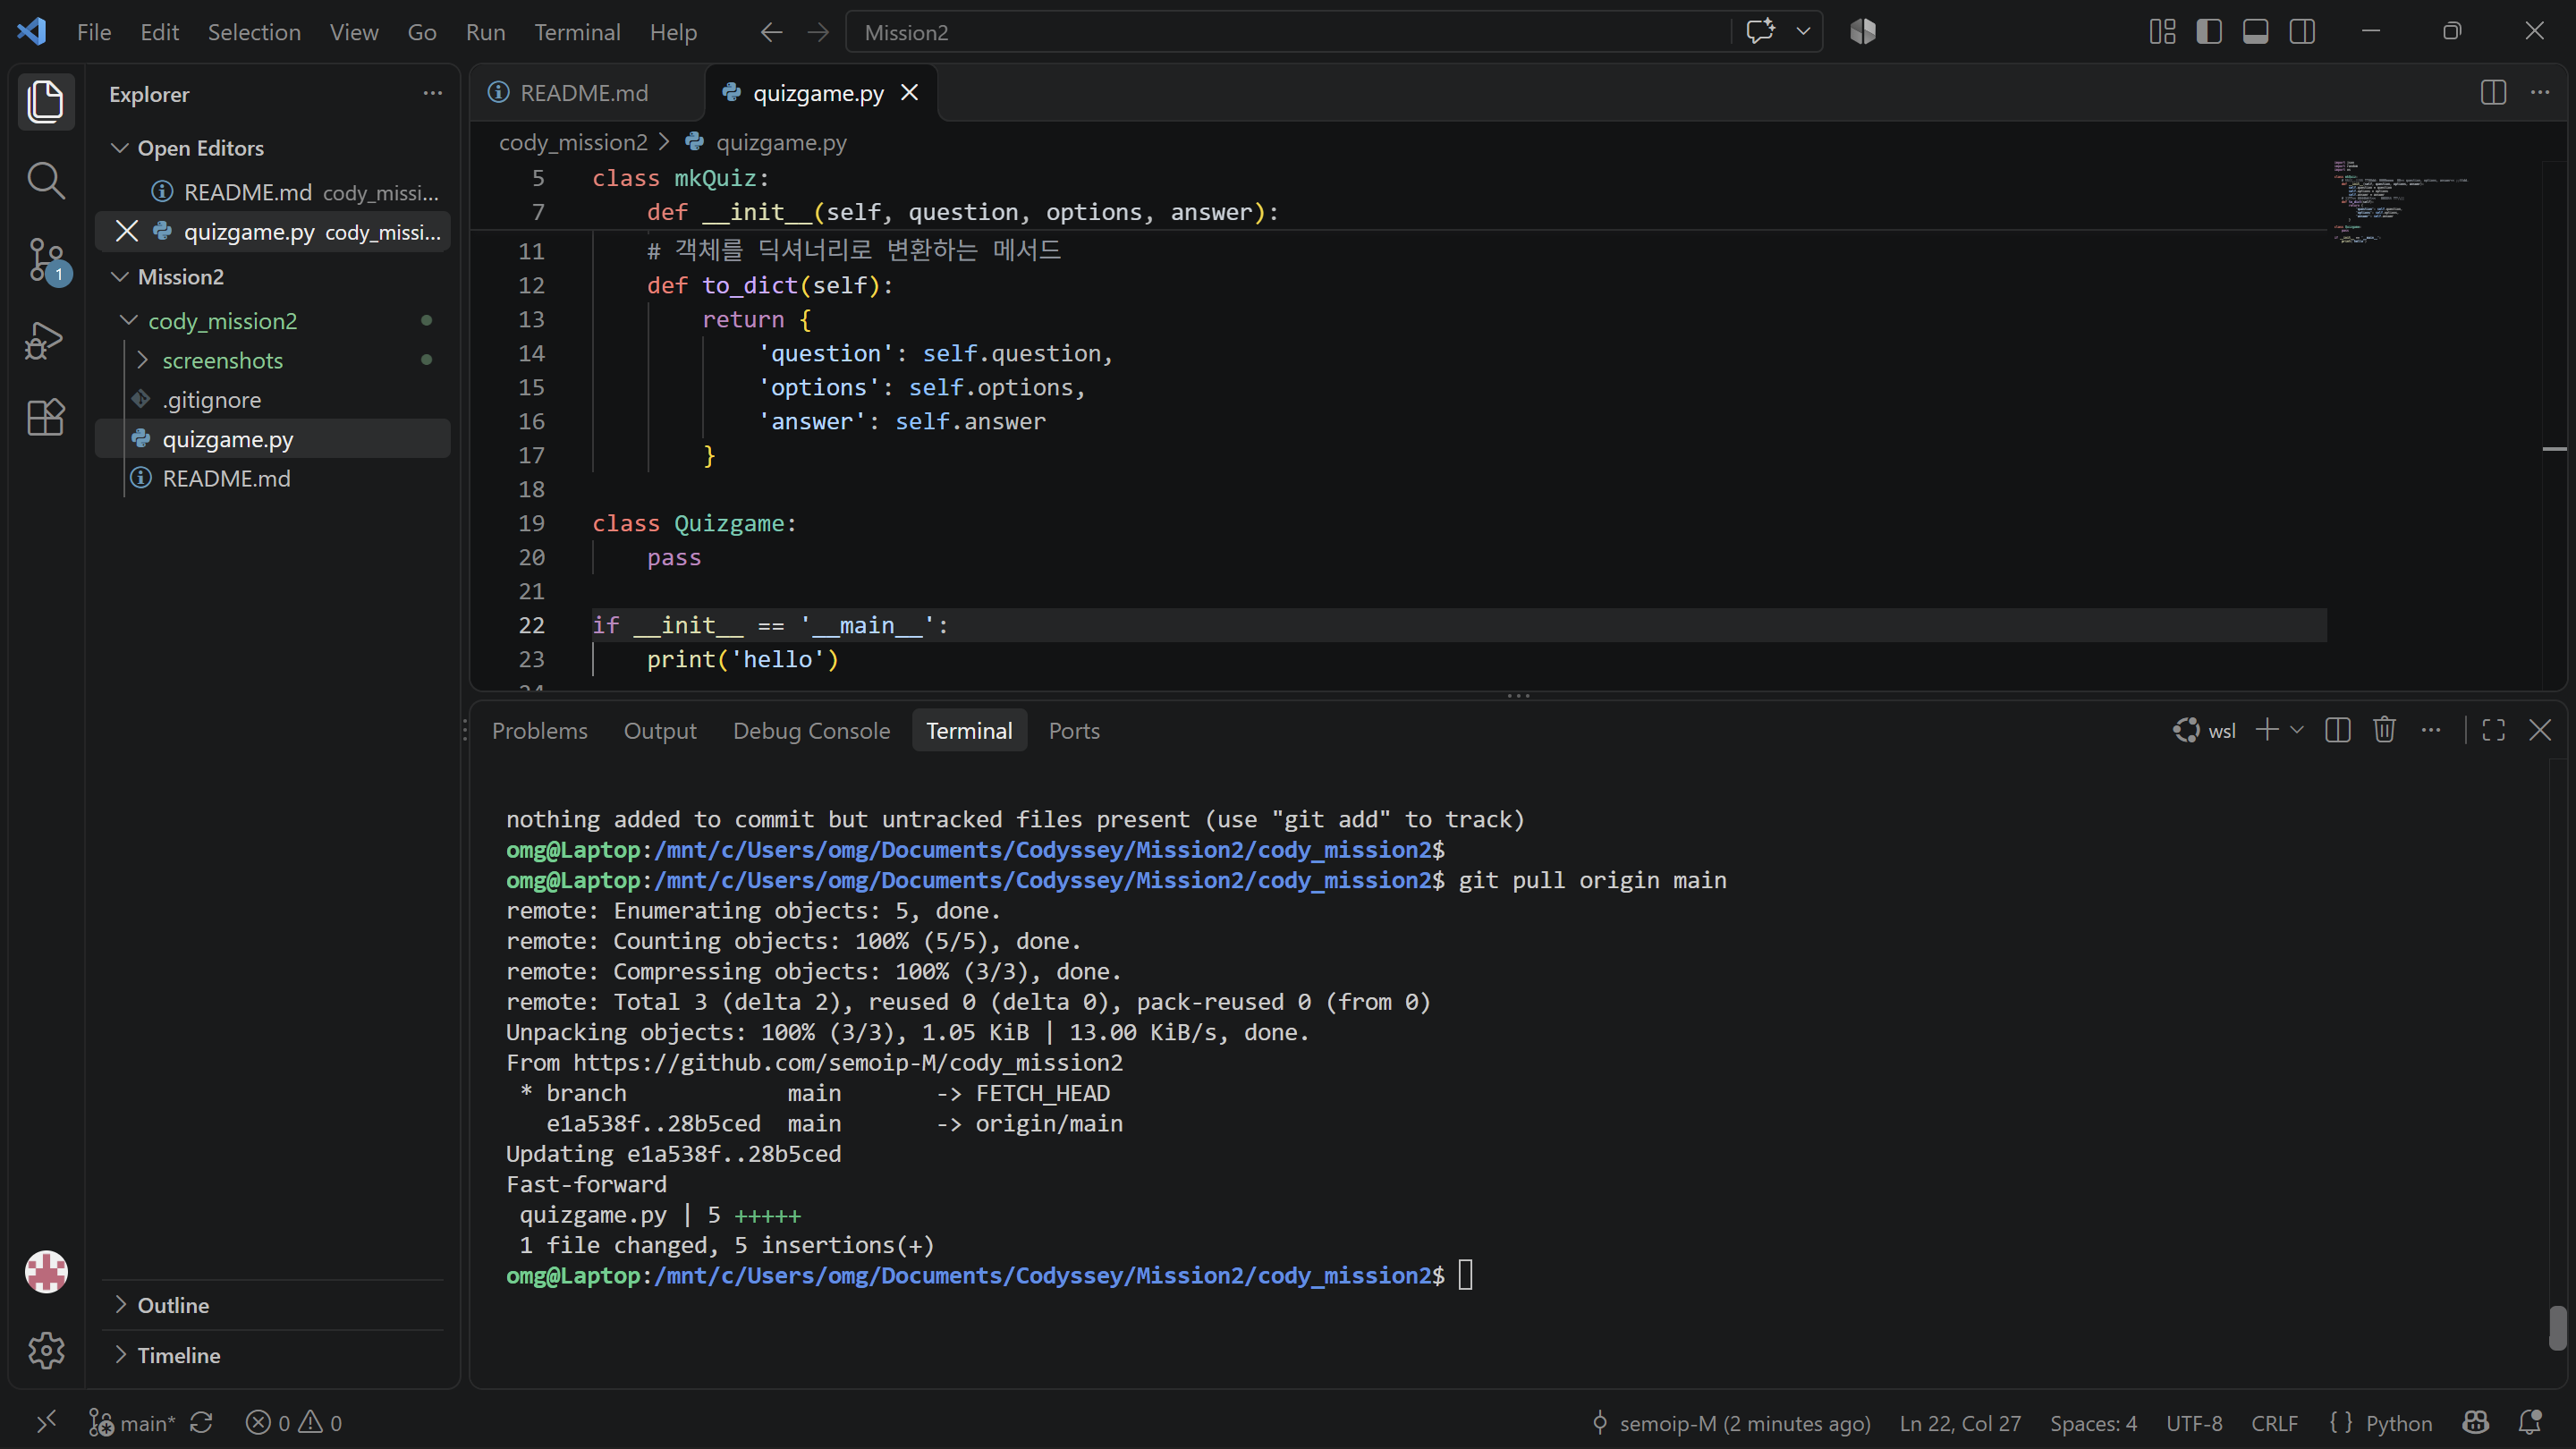 File Edit Selection View Go Run Terminal Help
Mission2
Explorer
Open Editors
README.md cody_missi...
quizgame.py cody_missi...
1
Mission2
cody_mission2
screenshots
.gitignore
quizgame.py
README.md
Outline
Timeline
README.md
quizgame.py
cody_mission2 > quizgame.py
5 class mkQuiz:
7 def __init__(self, question, options, answer):
11 # 객체를 딕셔너리로 변환하는 메서드
12 def to_dict(self):
13 return {
14 'question': self.question,
15 'options': self.options,
16 'answer': self.answer
17 }
18
19 class Quizgame:
20 pass
21
22 if __init__ == '__main__':
23 print('hello')
24
Problems Output Debug Console Terminal Ports
wsl
nothing added to commit but untracked files present (use "git add" to track)
omg@Laptop:/mnt/c/Users/omg/Documents/Codyssey/Mission2/cody_mission2$
omg@Laptop:/mnt/c/Users/omg/Documents/Codyssey/Mission2/cody_mission2$ git pull origin main
remote: Enumerating objects: 5, done.
remote: Counting objects: 100% (5/5), done.
remote: Compressing objects: 100% (3/3), done.
remote: Total 3 (delta 2), reused 0 (delta 0), pack-reused 0 (from 0)
Unpacking objects: 100% (3/3), 1.05 KiB | 13.00 KiB/s, done.
From https://github.com/semoip-M/cody_mission2
* branch main -> FETCH_HEAD
e1a538f..28b5ced main -> origin/main
Updating e1a538f..28b5ced
Fast-forward
quizgame.py | 5 +++++
1 file changed, 5 insertions(+)
omg@Laptop:/mnt/c/Users/omg/Documents/Codyssey/Mission2/cody_mission2$
main* 0 0 semoip-M (2 minutes ago) Ln 22, Col 27 Spaces: 4 UTF-8 CRLF { } Python